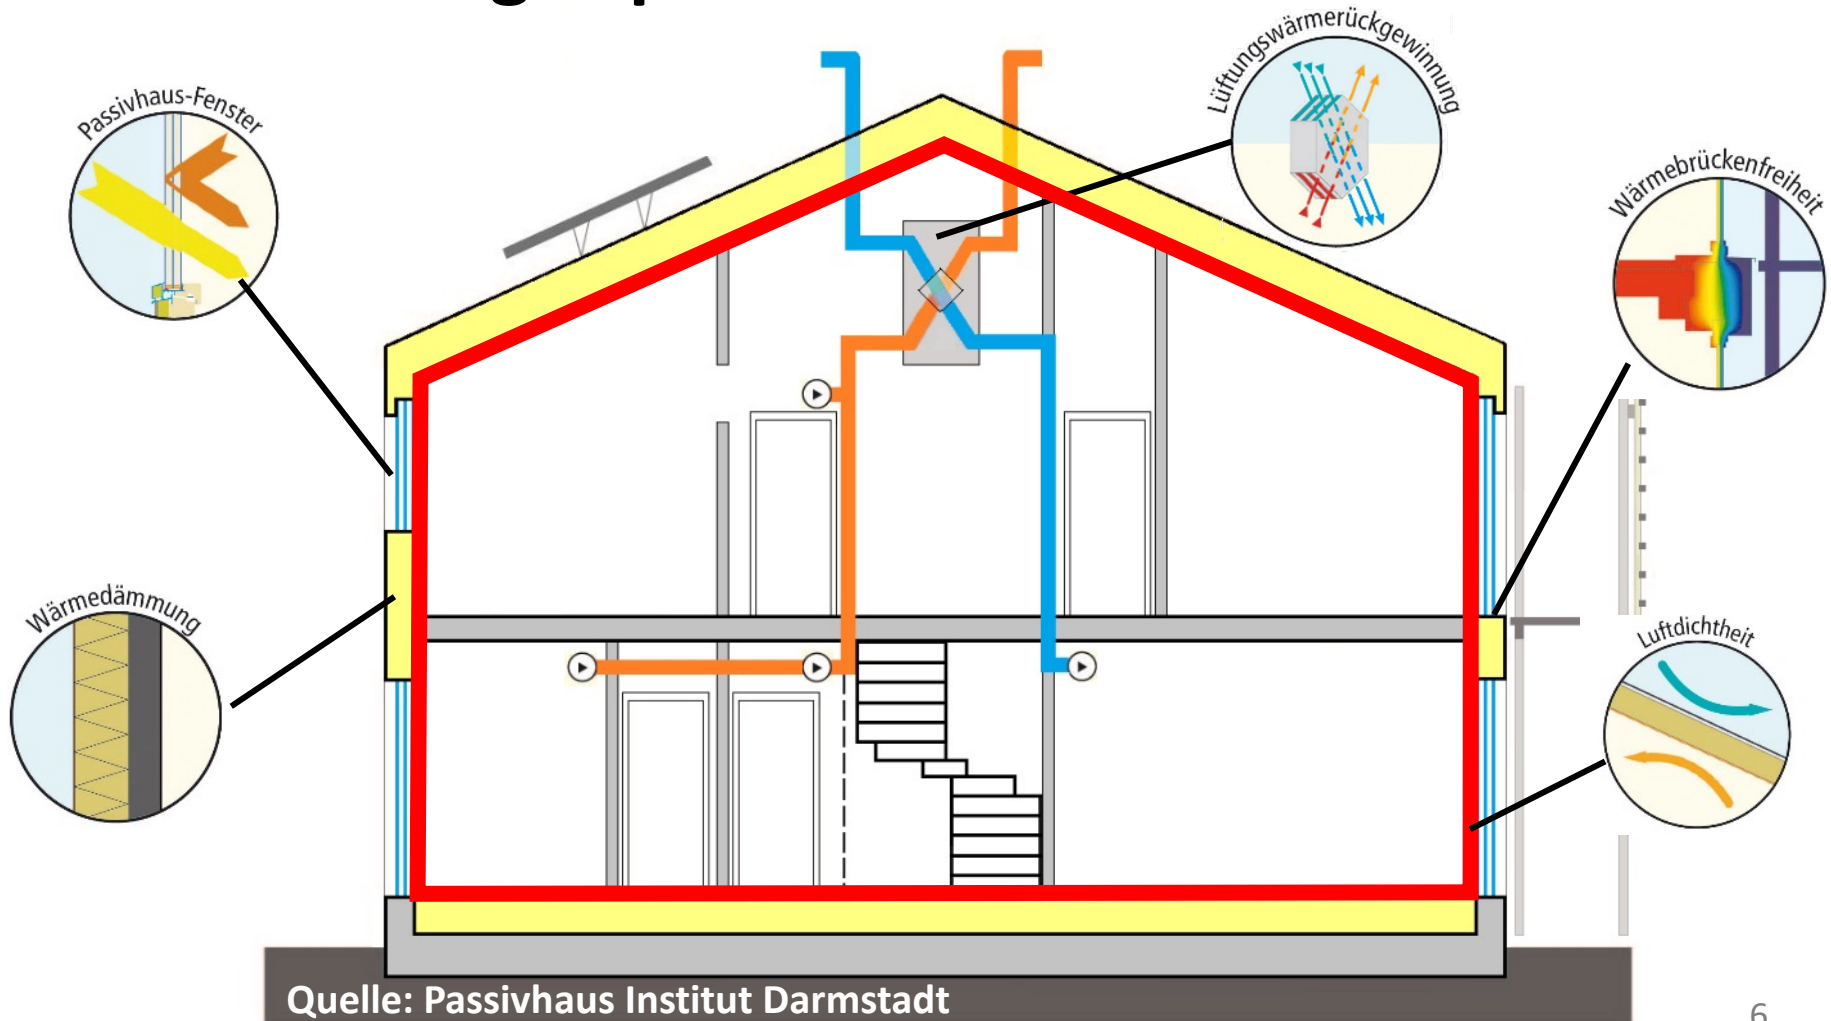 Lüftungswärmerückgewinnung
Passivhaus-Fenster
Wärmebrückenfreiheit
Wärmedämmung
Luftdichtheit
Quelle: Passivhaus Institut Darmstadt
6